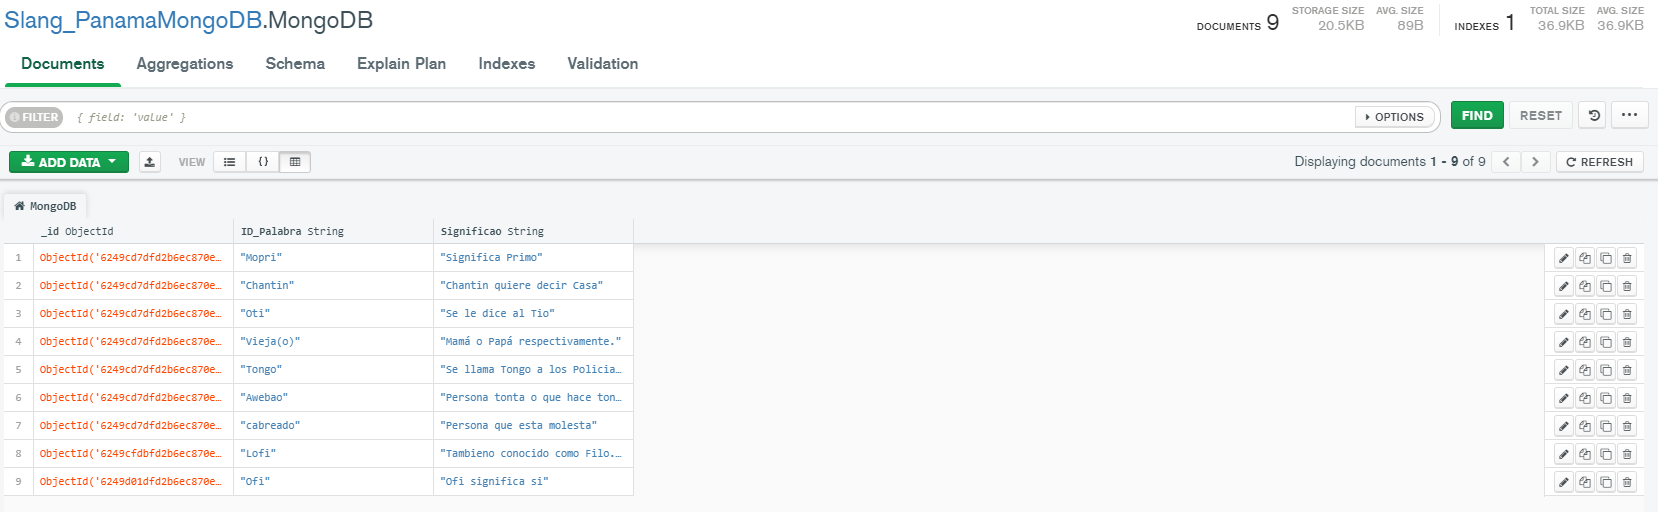 Slang_PanamaMongoDB.MongoDB
DOCUMENTS 9 STORAGE SIZE 20.5KB AVG. SIZE 89B INDEXES 1 TOTAL SIZE 36.9KB AVG. SIZE 36.9KB
Documents Aggregations Schema Explain Plan Indexes Validation
FILTER { field: 'value' } OPTIONS FIND RESET
ADD DATA VIEW {} Displaying documents 1 - 9 of 9 REFRESH
MongoDB
_id ObjectId ID_Palabra String Significao String
1 ObjectId('6249cd7dfd2b6ec870e… "Mopri" "Significa Primo"
2 ObjectId('6249cd7dfd2b6ec870e… "Chantin" "Chantin quiere decir Casa"
3 ObjectId('6249cd7dfd2b6ec870e… "Oti" "Se le dice al Tio"
4 ObjectId('6249cd7dfd2b6ec870e… "Vieja(o)" "Mamá o Papá respectivamente."
5 ObjectId('6249cd7dfd2b6ec870e… "Tongo" "Se llama Tongo a los Policia…
6 ObjectId('6249cd7dfd2b6ec870e… "Awebao" "Persona tonta o que hace ton…
7 ObjectId('6249cd7dfd2b6ec870e… "cabreado" "Persona que esta molesta"
8 ObjectId('6249cfdbfd2b6ec870e… "Lofi" "Tambieno conocido como Filo.…
9 ObjectId('6249d01dfd2b6ec870e… "Ofi" "Ofi significa si"